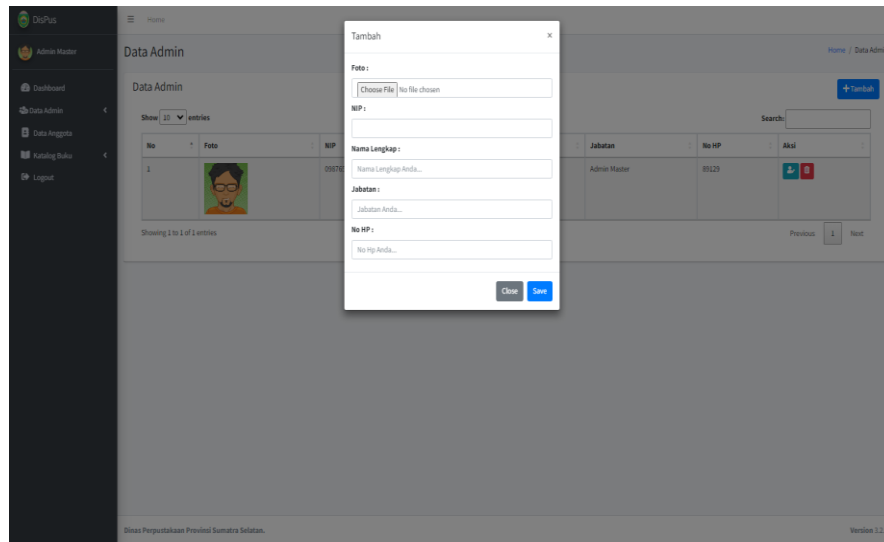 DisPus
Home
Admin Master
Dashboard
Data Admin
Data Anggota
Katalog Buku
Logout
Data Admin
Home / Data Admi
Data Admin
+Tambah
Show 10 entries
Search:
No Foto NIP Jabatan No HP Aksi
1 Admin Master 89129
Showing 1 to 1 of 1 entries
Previous 1 Next
Tambah
×
Foto :
Choose File No file chosen
NIP :
Nama Lengkap :
Nama Lengkap Anda...
Jabatan :
Jabatan Anda...
No HP :
No Hp Anda...
Close Save
Dinas Perpustakaan Provinsi Sumatra Selatan.
Version 3.2